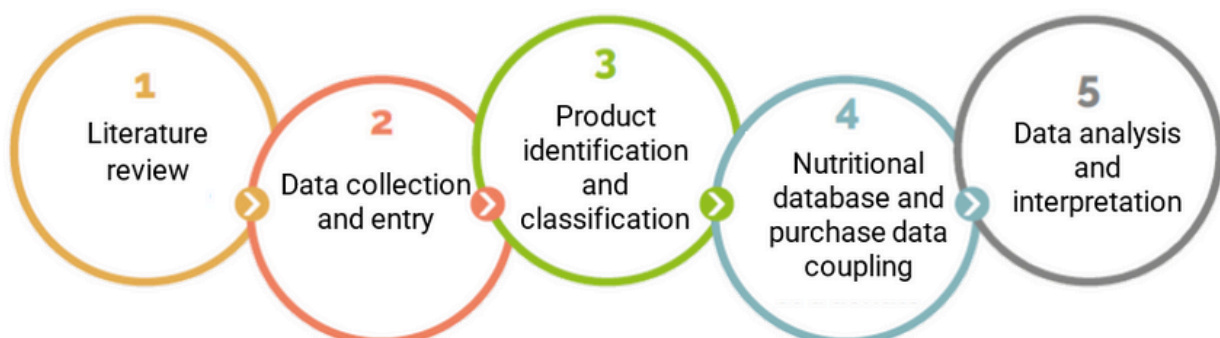 1
Literature
review
2
Data collection
and entry
3
Product
identification
and
classification
4
Nutritional
database and
purchase data
coupling
5
Data analysis
and
interpretation